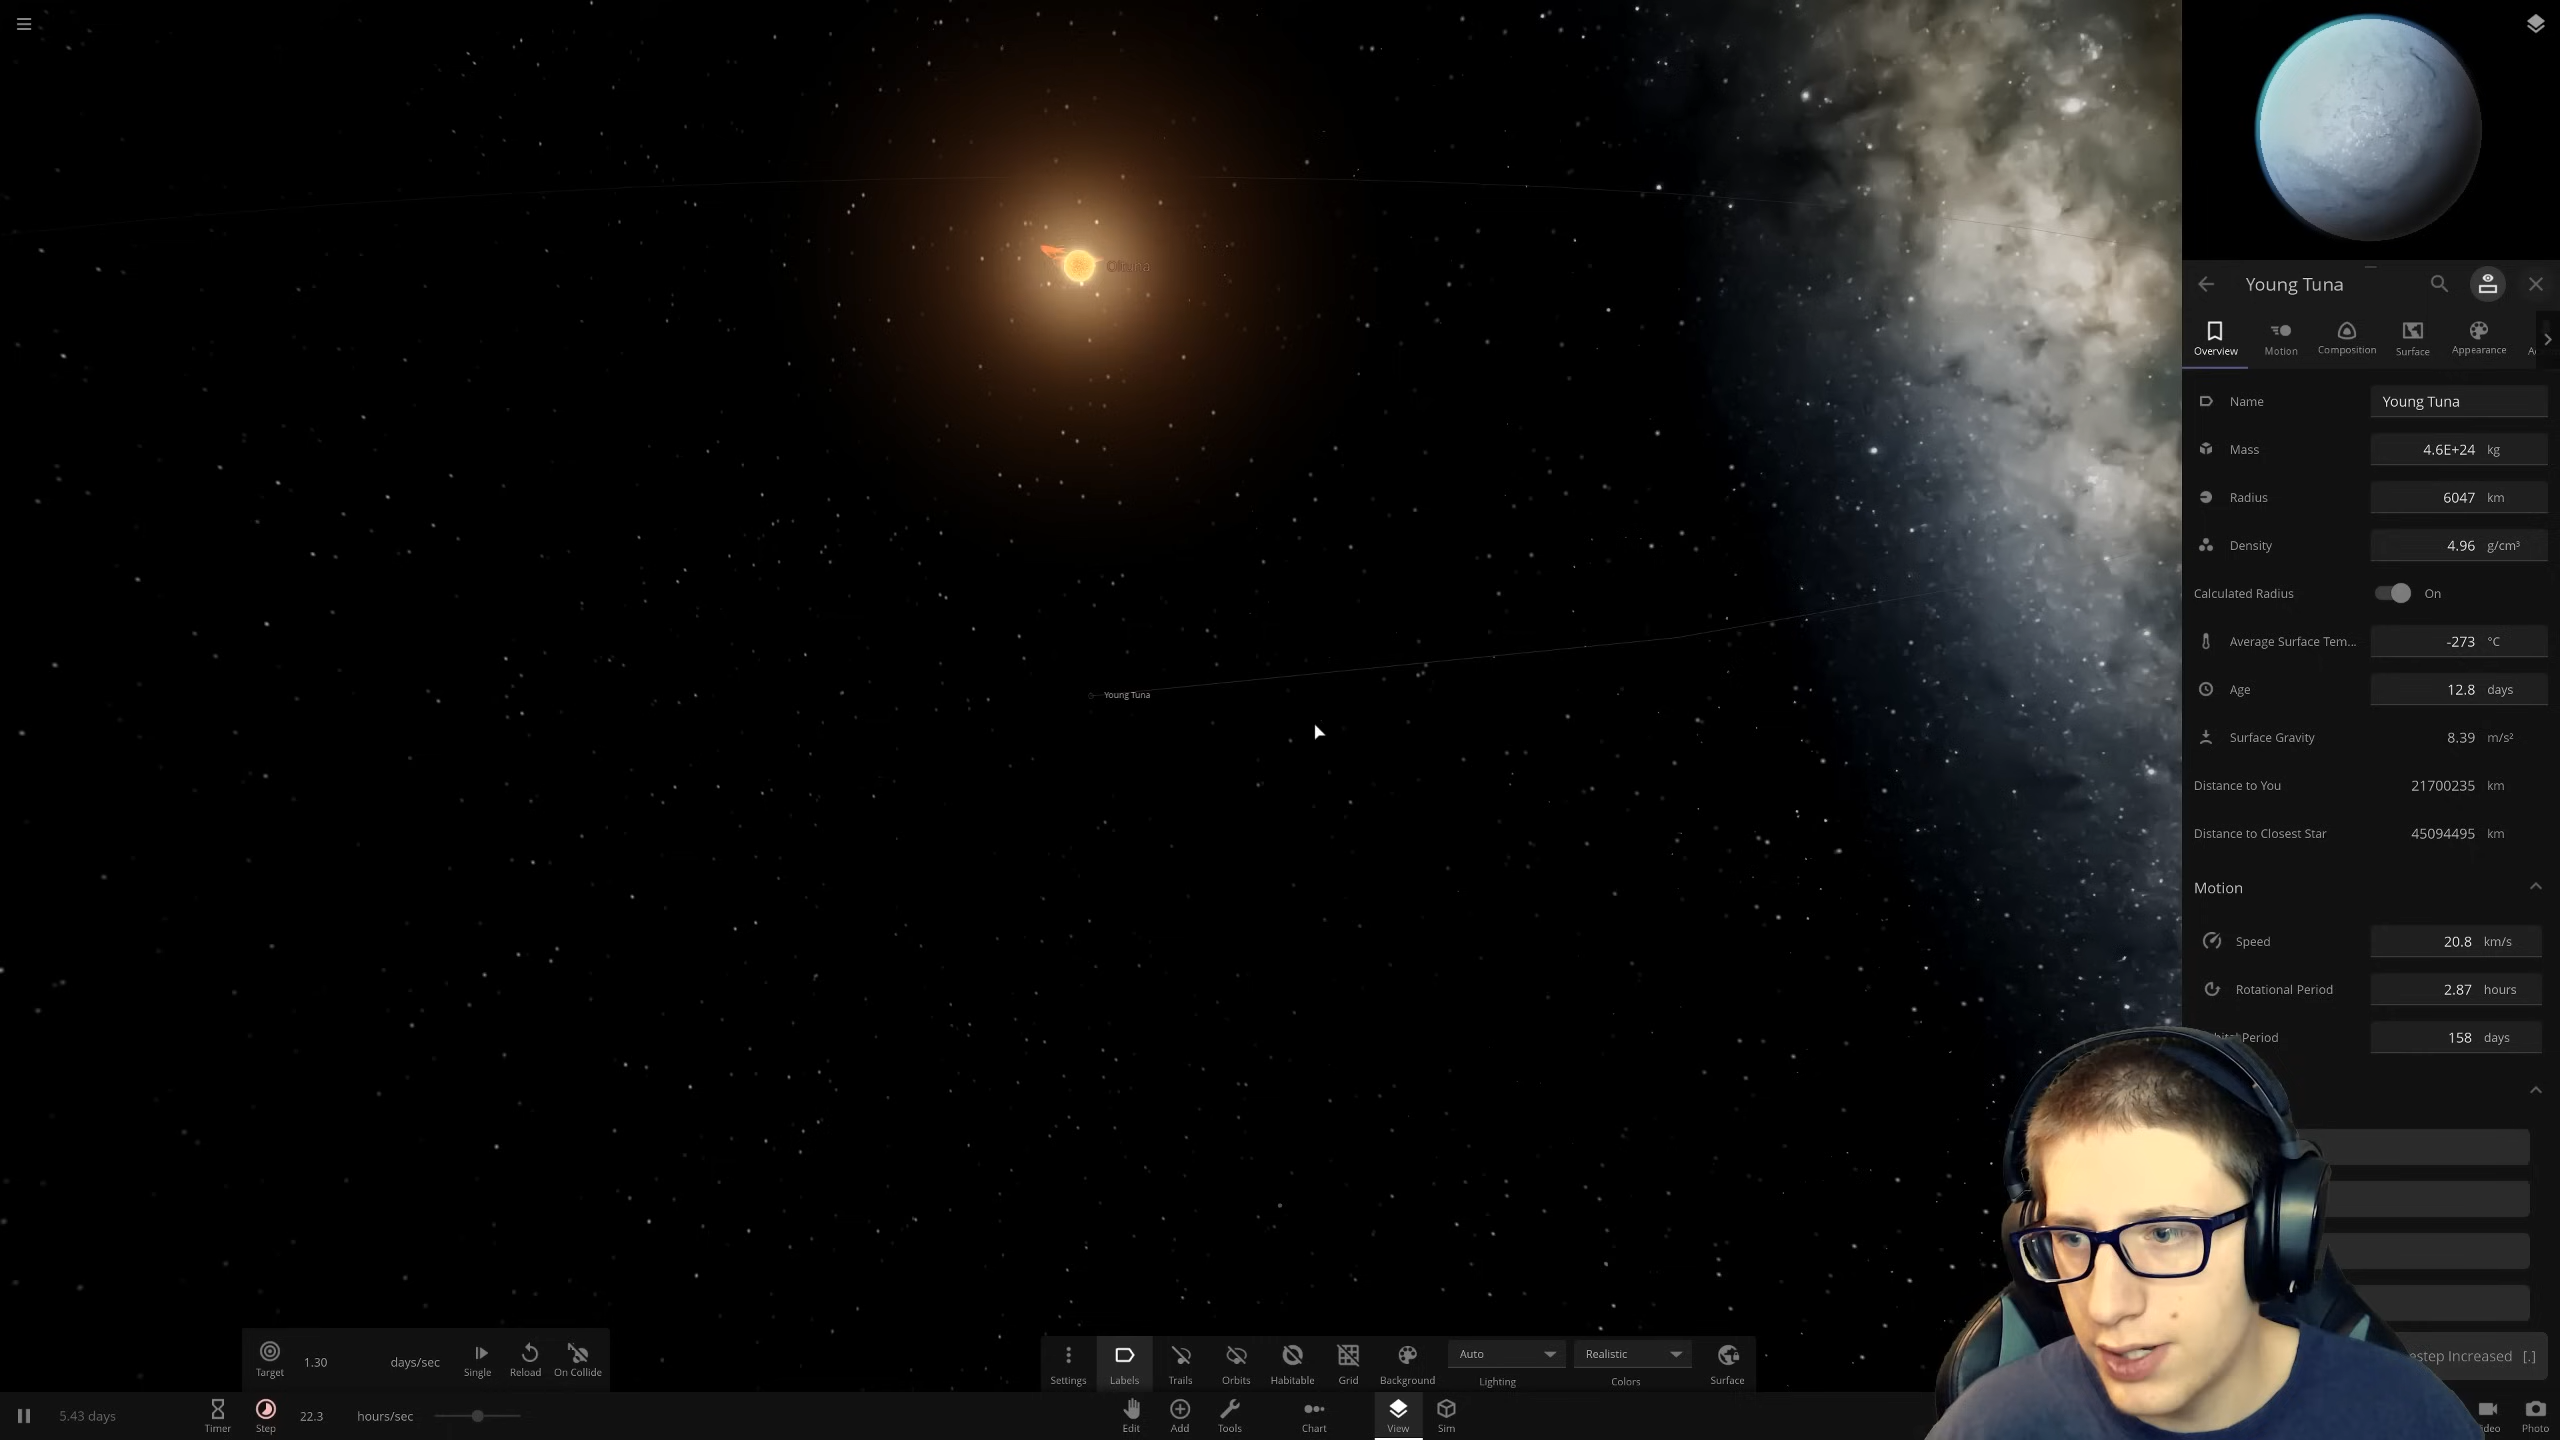 Young Tuna
Overview
Motion
Composition
Surface
Appearance
Name
Young Tuna
Mass
4.6E+24 kg
Radius
6047 km
Density
4.96 g/cm³
Calculated Radius
On
Average Surface Tem...
-273 °C
Age
12.8 days
Surface Gravity
8.39 m/s²
Distance to You
21700235 km
Distance to Closest Star
45094495 km
Motion
Speed
20.8 km/s
Rotational Period
2.87 hours
Period
158 days
Young Tuna
estep Increased [.]
Target
1.30 days/sec
Single
Reload
On Collide
Settings
Labels
Trails
Orbits
Habitable
Grid
Background
Auto
Lighting
Realistic
Colors
Surface
5.43 days
Timer
Step
22.3 hours/sec
Edit
Add
Tools
Chart
View
Sim
Photo